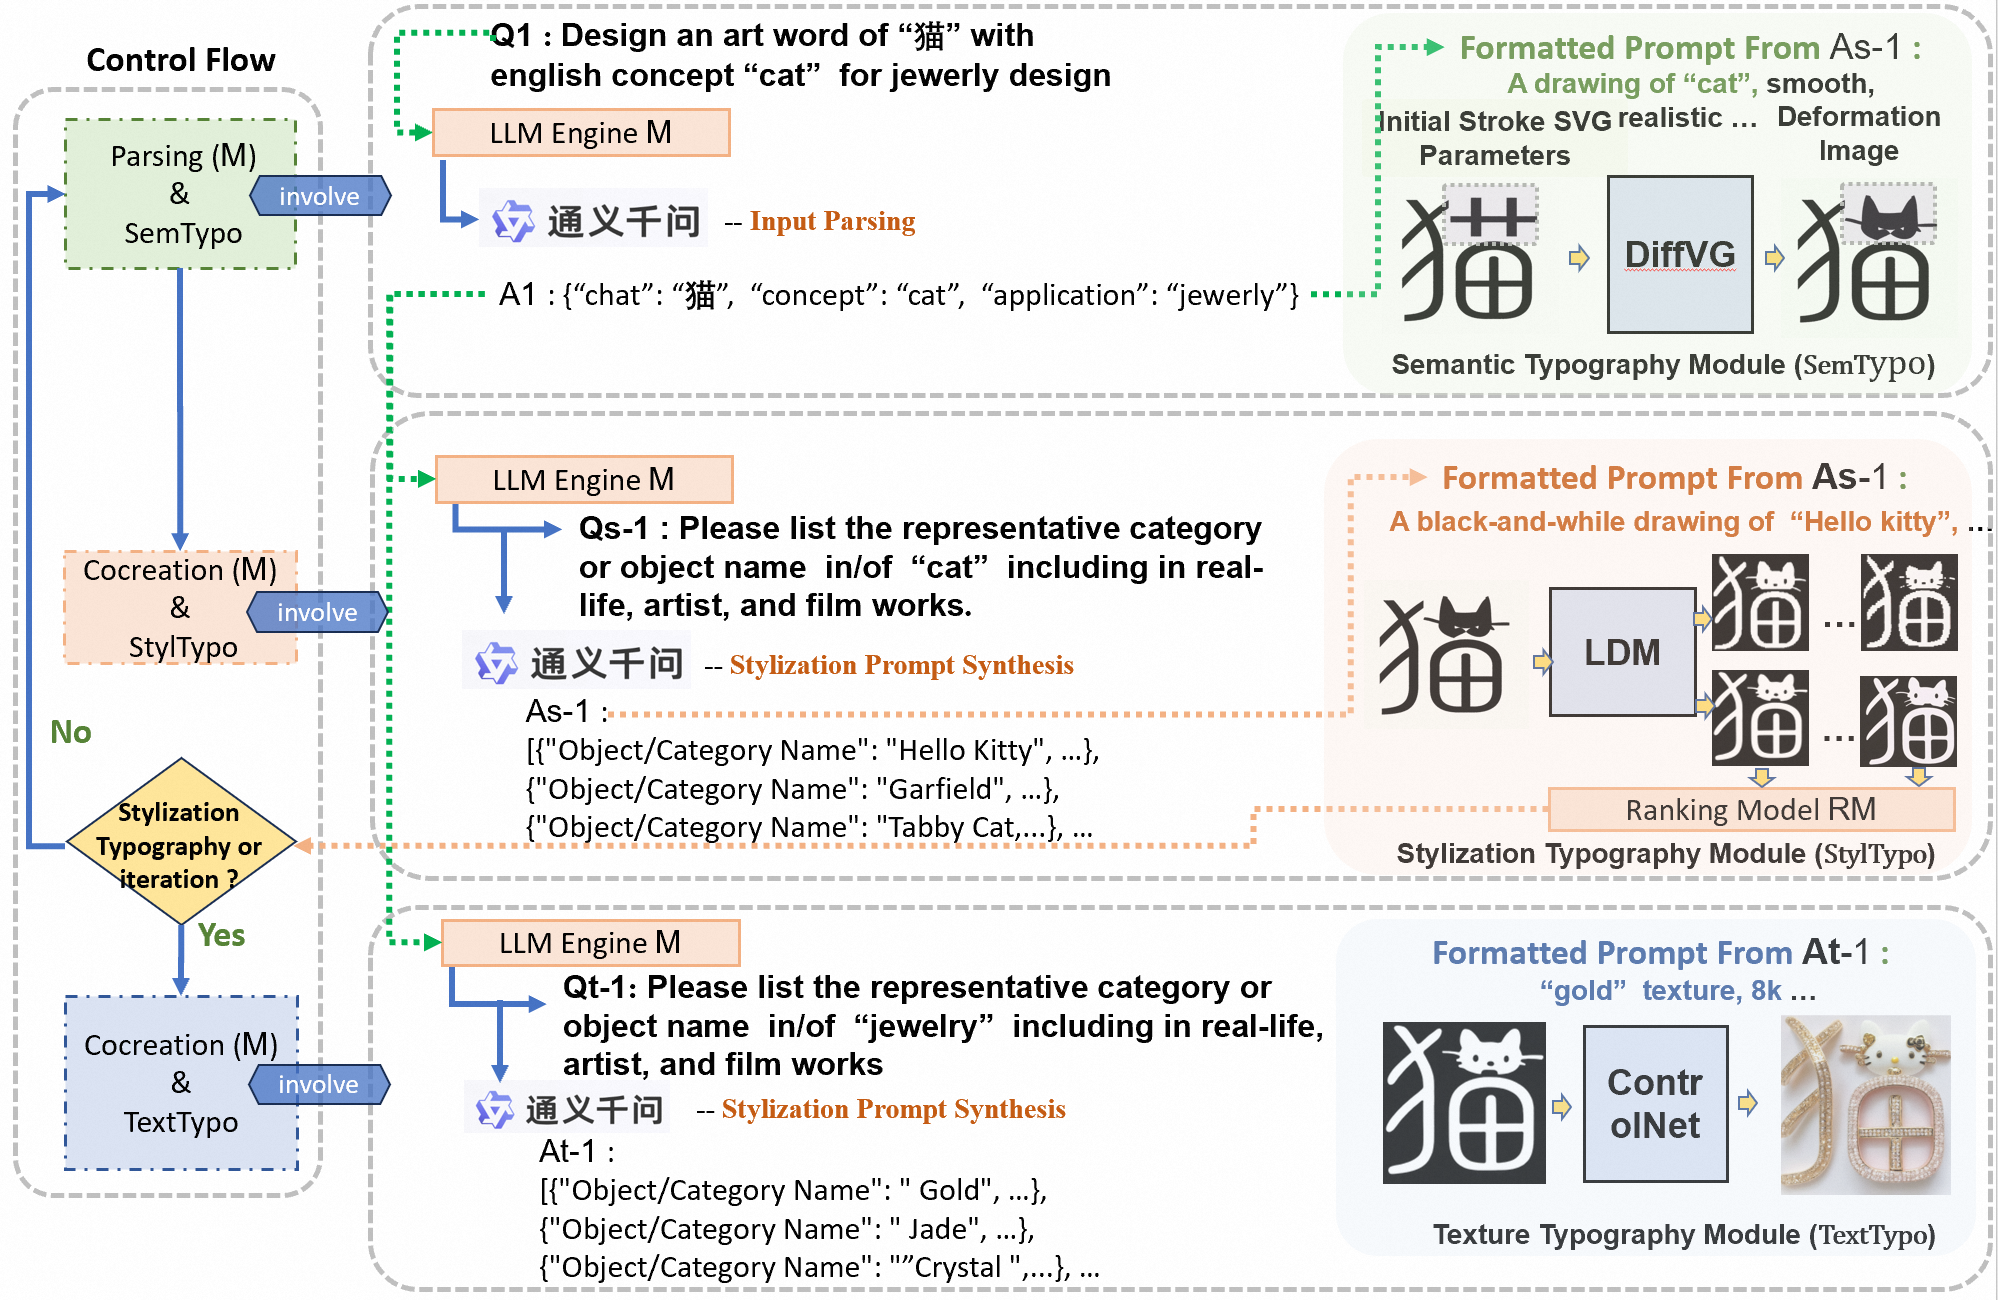 Control Flow
Parsing (M)
&
SemTypo
involve
Cocreation (M)
&
StylTypo
involve
No
Stylization
Typography or
iteration ?
Yes
Cocreation (M)
&
TextTypo
involve
Q1 : Design an art word of “猫” with
english concept “cat” for jewerly design
LLM Engine M
通义千问 -- Input Parsing
A1 : {“chat”: “猫”, “concept”: “cat”, “application”: “jewerly”}
Formatted Prompt From As-1 :
A drawing of “cat”, smooth,
realistic ...
Initial Stroke SVG
Parameters
Deformation
Image
猫
DiffVG
Semantic Typography Module (SemTypo)
LLM Engine M
Qs-1 : Please list the representative category
or object name in/of “cat” including in real-
life, artist, and film works.
通义千问 -- Stylization Prompt Synthesis
As-1 :
[{"Object/Category Name": "Hello Kitty", ...},
{"Object/Category Name": "Garfield", ...},
{"Object/Category Name": "Tabby Cat,...}, ...
Formatted Prompt From As-1 :
A black-and-while drawing of “Hello kitty”, ...
LDM
...
...
Ranking Model RM
Stylization Typography Module (StylTypo)
LLM Engine M
Qt-1: Please list the representative category or
object name in/of “jewelry” including in real-life,
artist, and film works
通义千问 -- Stylization Prompt Synthesis
At-1 :
[{"Object/Category Name": " Gold", ...},
{"Object/Category Name": " Jade", ...},
{"Object/Category Name": "”Crystal ",...}, ...
Formatted Prompt From At-1 :
“gold” texture, 8k ...
Contr
olNet
Texture Typography Module (TextTypo)